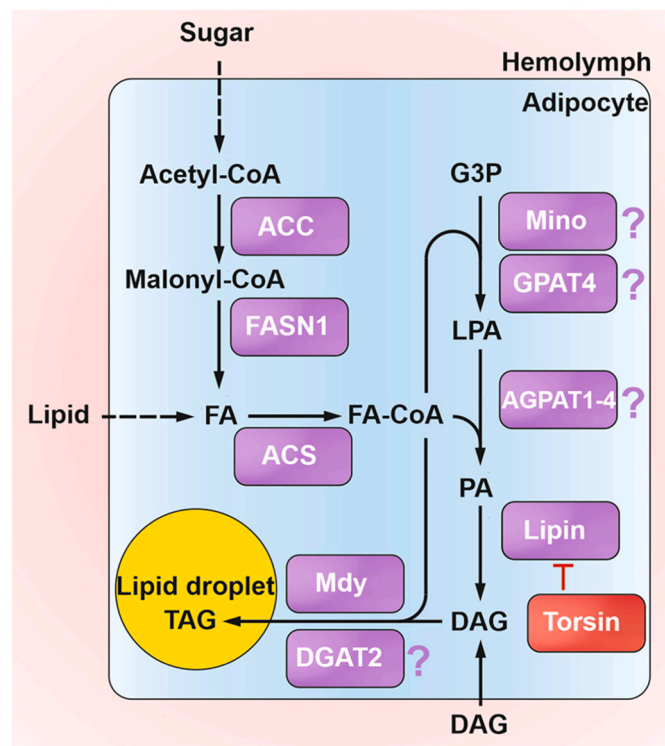 Sugar
Hemolymph
Adipocyte
Acetyl-CoA
G3P
ACC
Mino ?
Malonyl-CoA
GPAT4 ?
FASN1
LPA
Lipid
FA
FA-CoA
AGPAT1-4 ?
ACS
PA
Lipin
Lipid droplet
Mdy
TAG
DAG
Torsin
DGAT2 ?
DAG